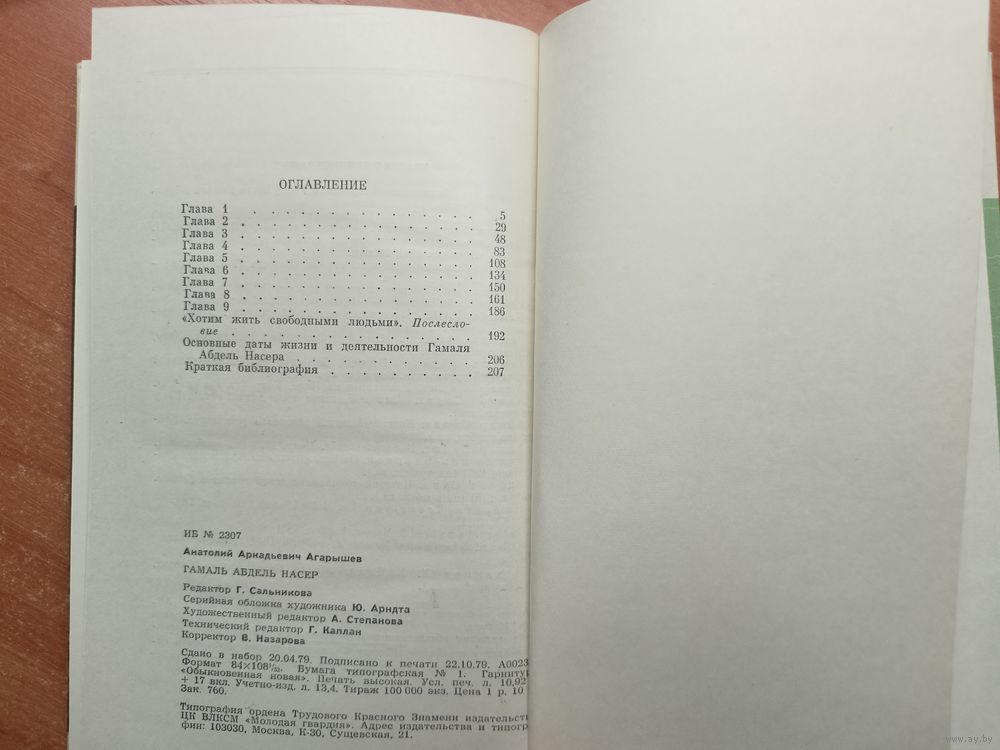 ОГЛАВЛЕНИЕ
Глава 1 . . . . . . . . . . . . . . . 5
Глава 2 . . . . . . . . . . . . . . . 29
Глава 3 . . . . . . . . . . . . . . . 48
Глава 4 . . . . . . . . . . . . . . . 83
Глава 5 . . . . . . . . . . . . . . . 108
Глава 6 . . . . . . . . . . . . . . . 134
Глава 7 . . . . . . . . . . . . . . . 150
Глава 8 . . . . . . . . . . . . . . . 161
Глава 9 . . . . . . . . . . . . . . . 186
«Хотим жить свободными людьми». Послесло-
вие . . . . . . . . . . . . . . . . 192
Основные даты жизни и деятельности Гамаля
Абдель Насера . . . . . . . . . . . . 206
Краткая библиография . . . . . . . . . . 207
ИБ № 2307
Анатолий Аркадьевич Агарышев
ГАМАЛЬ АБДЕЛЬ НАСЕР
Редактор Г. Сальникова
Серийная обложка художника Ю. Арндта
Художественный редактор А. Степанова
Технический редактор Г. Каплан
Корректор В. Назарова
Сдано в набор 20.04.79. Подписано к печати 22.10.79. А0023
Формат 84×108¹/₃₂. Бумага типографская № 1. Гарнитур
«Обыкновенная новая». Печать высокая. Усл. печ. л. 10,92
+ 17 вкл. Учетно-изд. л. 13,4. Тираж 100 000 экз. Цена 1 р. 10
Зак. 760.
Типография ордена Трудового Красного Знамени издательст
ЦК ВЛКСМ «Молодая гвардия». Адрес издательства и типогр
фии: 103030, Москва, К-30, Сущевская, 21.
www.ay.by